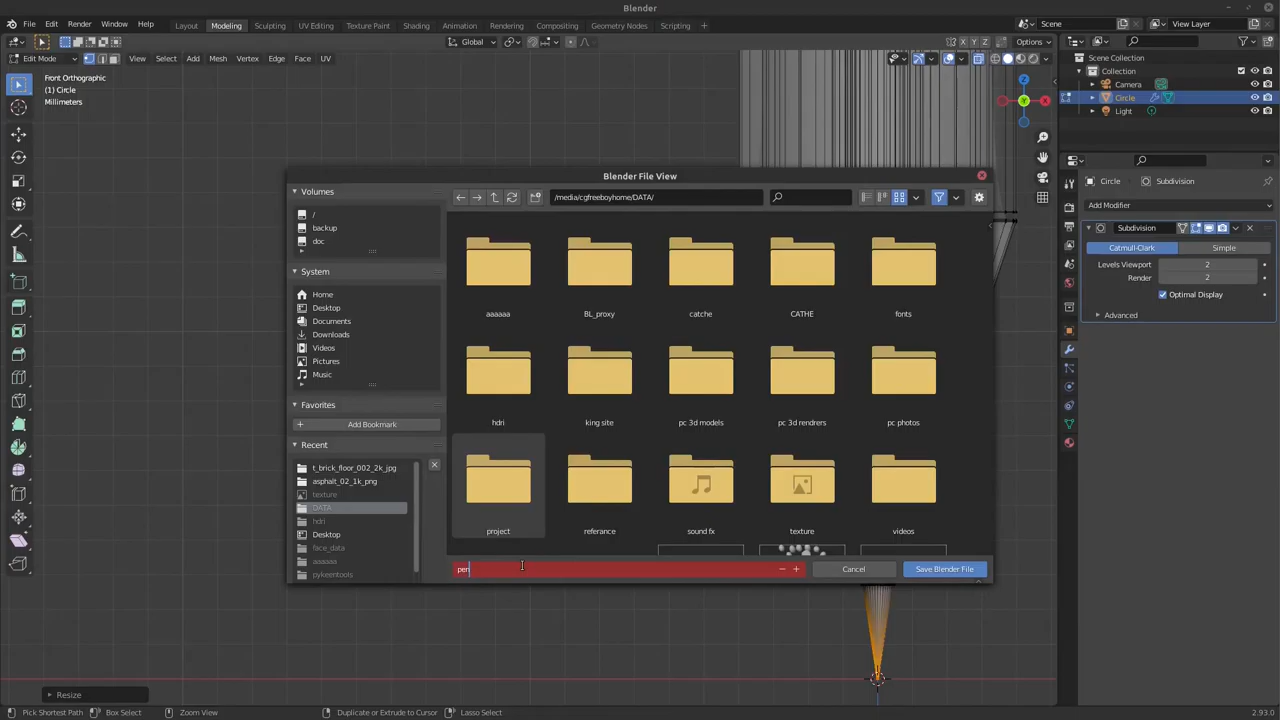 Blender
File Edit Render Window Help Layout Modeling Sculpting UV Editing Texture Paint Shading Animation Rendering Compositing Geometry Nodes Scripting + Scene View Layer
Global X Y Z Options
Edit Mode View Select Add Mesh Vertex Edge Face UV
Front Orthographic
(1) Circle
Millimeters
Scene Collection
Collection
Camera
Circle
Light
Z
Y
X
Blender File View
Volumes
/
backup
doc
System
Home
Desktop
Documents
Downloads
Videos
Pictures
Music
Favorites
Add Bookmark
Recent
t_brick_floor_002_2k_jpg
asphalt_02_1k_png
texture
DATA
hdri
Desktop
face_data
aaaaaa
pykeentools
/media/cgfreeboyhome/DATA/
aaaaaa BL_proxy catche CATHE fonts
hdri king site pc 3d models pc 3d rendrers pc photos
project referance sound fx texture videos
pen
Cancel Save Blender File
Circle Subdivision
Add Modifier
Subdivision
Catmull-Clark Simple
Levels Viewport 2
Render 2
Optimal Display
Advanced
Resize
Pick Shortest Path Box Select Zoom View Duplicate or Extrude to Cursor Lasso Select 2.93.0